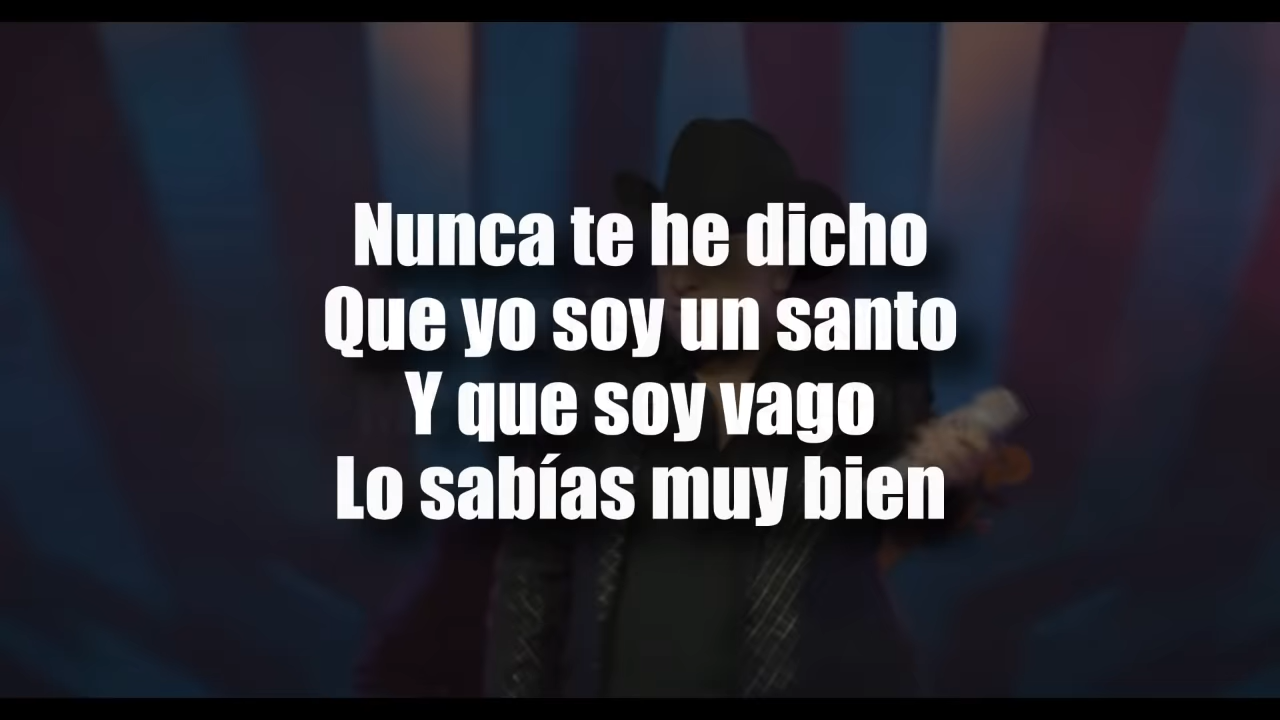 Nunca te he dicho
Que yo soy un santo
Y que soy vago
Lo sabías muy bien